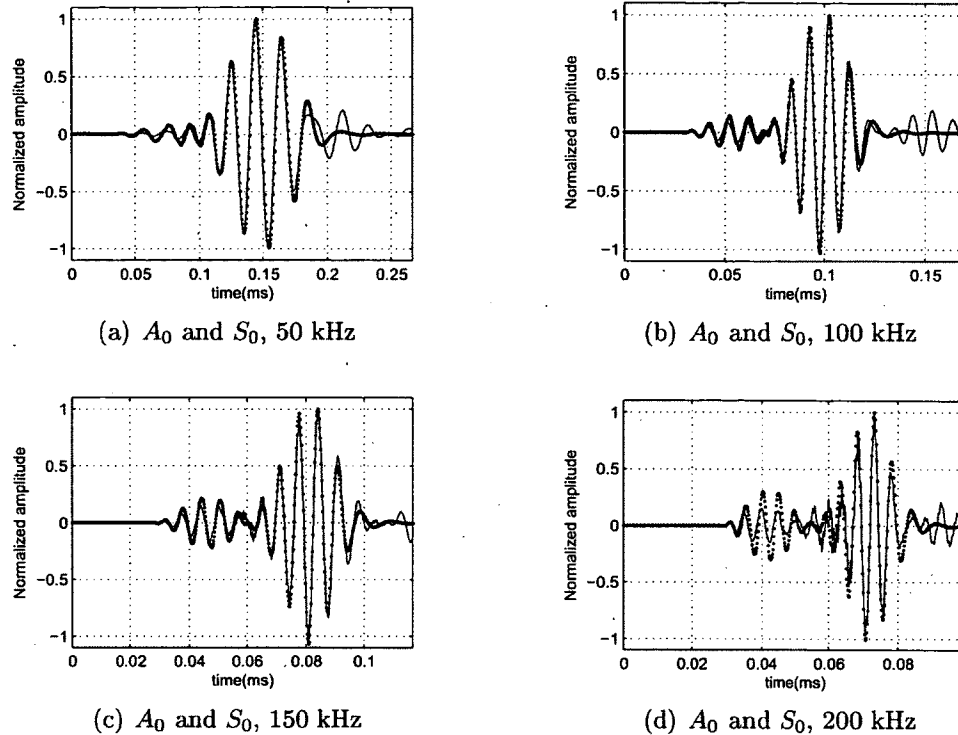 1
0.5
0
−0.5
−1
Normalized amplitude
0 0.05 0.1 0.15 0.2 0.25
time(ms)
(a) A₀ and S₀, 50 kHz
1
0.5
0
−0.5
−1
Normalized amplitude
0 0.05 0.1 0.15
time(ms)
(b) A₀ and S₀, 100 kHz
1
0.5
0
−0.5
−1
Normalized amplitude
0 0.02 0.04 0.06 0.08 0.1
time(ms)
(c) A₀ and S₀, 150 kHz
1
0.5
0
−0.5
−1
Normalized amplitude
0 0.02 0.04 0.06 0.08
time(ms)
(d) A₀ and S₀, 200 kHz